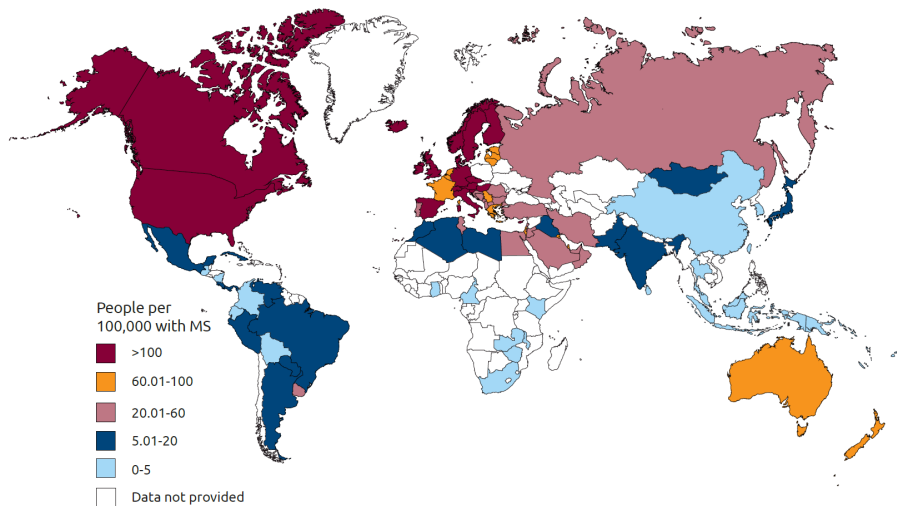 People per
100,000 with MS
>100
60.01-100
20.01-60
5.01-20
0-5
Data not provided